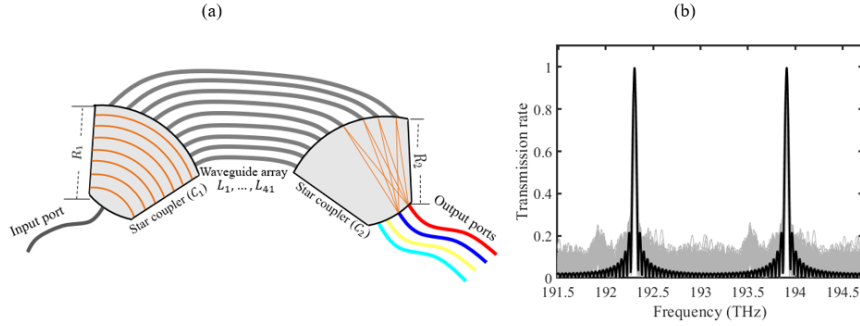 (a)
(b)
R₁
Input port
Star coupler (C₁)
Waveguide array
L₁, ..., L₄₁
Star coupler (C₂)
R₂
Output ports
Transmission rate
1
0.8
0.6
0.4
0.2
0
191.5 192 192.5 193 193.5 194 194.5
Frequency (THz)